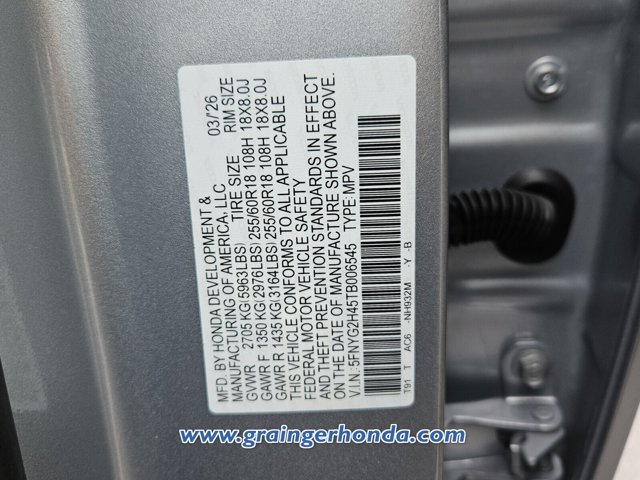 MFD. BY HONDA DEVELOPMENT & 03/26
MANUFACTURING OF AMERICA, LLC
TIRE SIZE RIM SIZE
GVWR 2705 KG(5963LBS)
GAWR F 1350 KG(2976LBS) 255/60R18 108H 18X8.0J
GAWR R 1435 KG(3164LBS) 255/60R18 108H 18X8.0J
THIS VEHICLE CONFORMS TO ALL APPLICABLE
FEDERAL MOTOR VEHICLE SAFETY
AND THEFT PREVENTION STANDARDS IN EFFECT
ON THE DATE OF MANUFACTURE SHOWN ABOVE.
V.I.N:5FNYG2H45TB006545 TYPE:MPV
T91 T AC6 -NH932M -Y -B
www.graingerhonda.com